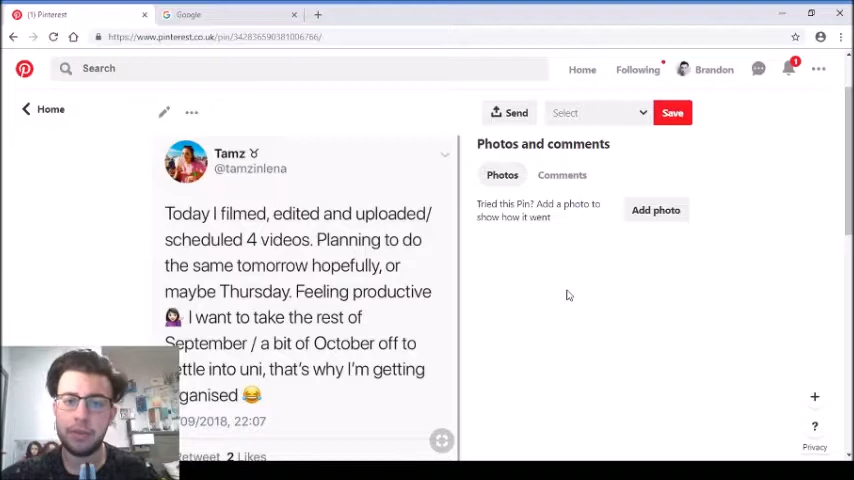 (1) Pinterest
Google
https://www.pinterest.co.uk/pin/342836590381006766/
Search
Home
Following
Brandon
1
Home
Send
Select
Save
Tamz ♉
@tamzinlena
Photos and comments
Photos
Comments
Tried this Pin? Add a photo to
show how it went
Add photo
Today I filmed, edited and uploaded/
scheduled 4 videos. Planning to do
the same tomorrow hopefully, or
maybe Thursday. Feeling productive
💁🏻‍♀️ I want to take the rest of
September / a bit of October off to
ettle into uni, that's why I'm getting
ganised 😂
/09/2018, 22:07
Retweet 2 Likes
?
Privacy